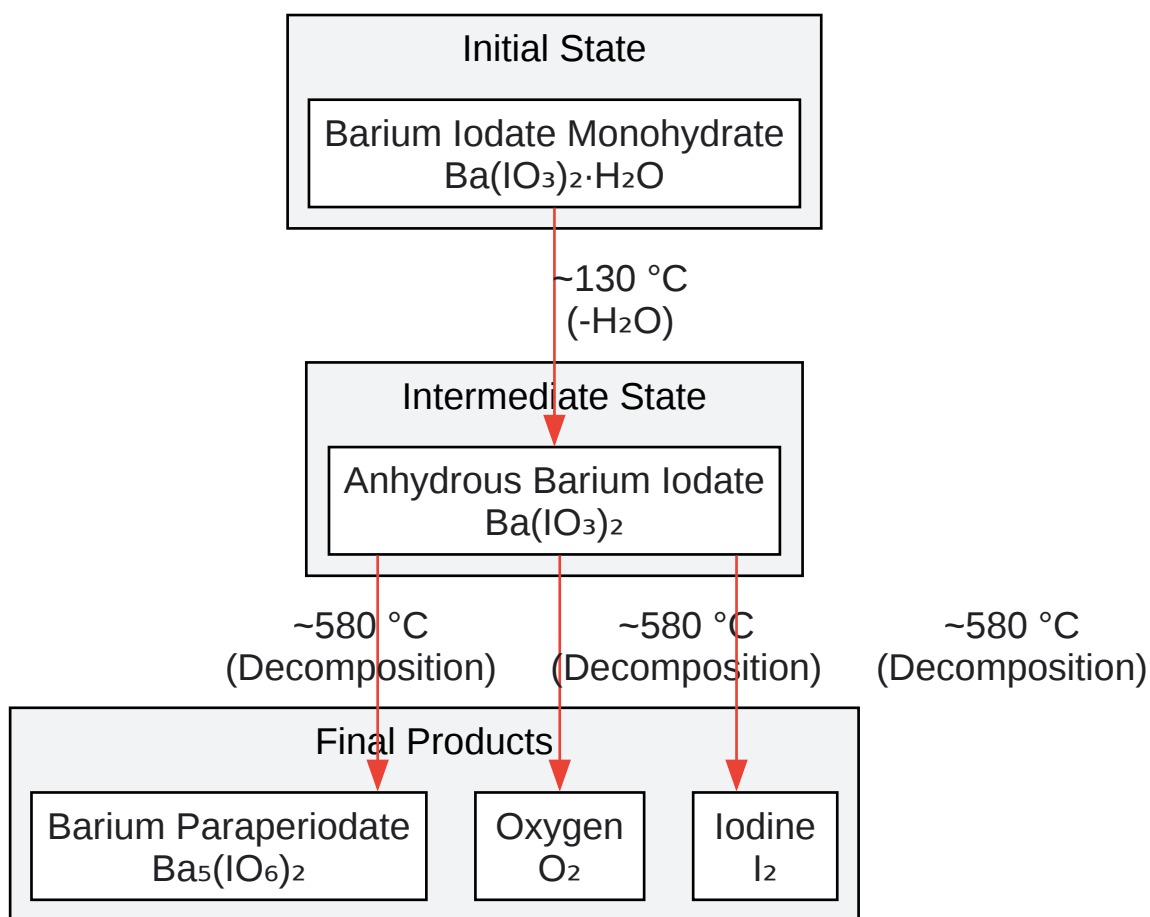 Initial State
Barium Iodate Monohydrate
Ba(IO₃)₂·H₂O
~130 °C
(-H₂O)
Intermediate State
Anhydrous Barium Iodate
Ba(IO₃)₂
~580 °C
(Decomposition)
~580 °C
(Decomposition)
~580 °C
(Decomposition)
Final Products
Barium Paraperiodate
Ba₅(IO₆)₂
Oxygen
O₂
Iodine
I₂